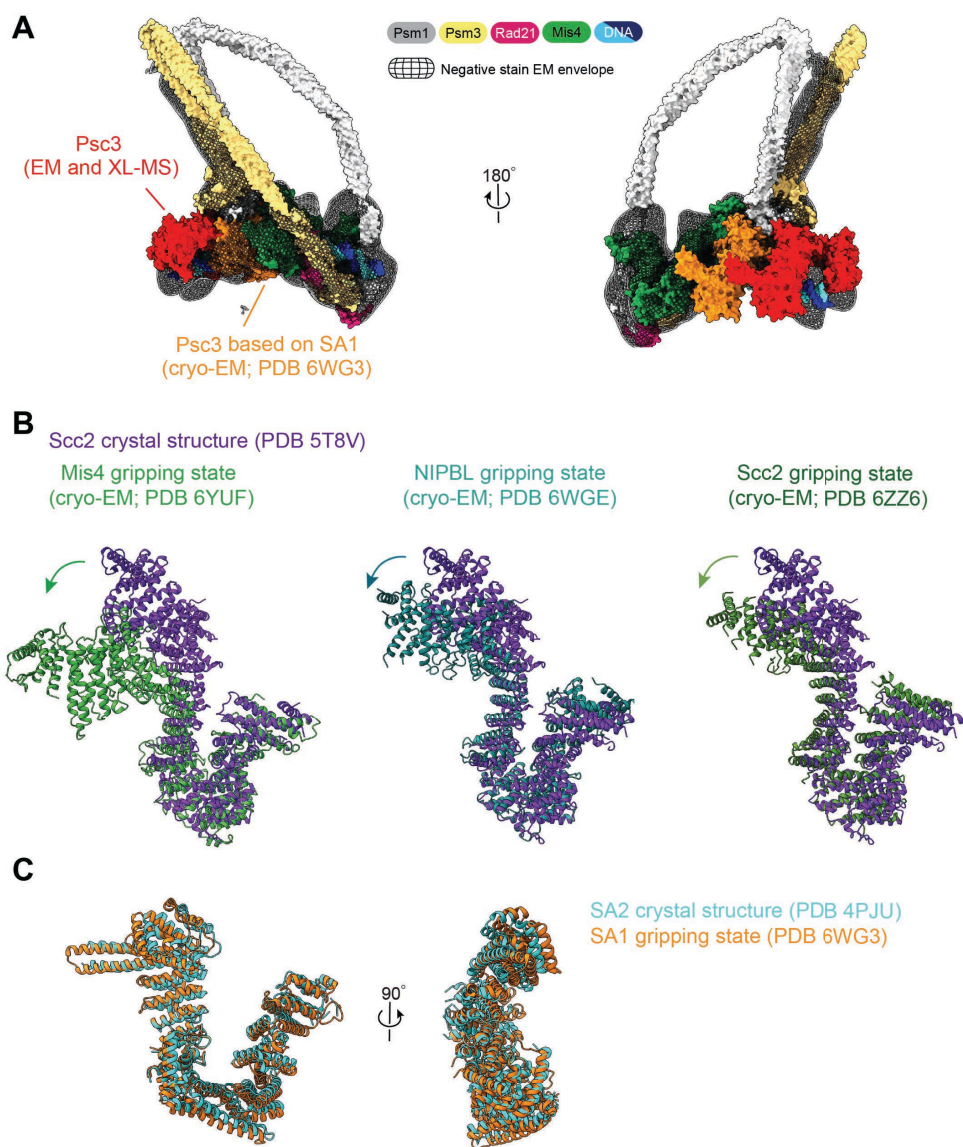 A
Psm1 Psm3 Rad21 Mis4 DNA
Negative stain EM envelope
Psc3
(EM and XL-MS)
180°
Psc3 based on SA1
(cryo-EM; PDB 6WG3)
B
Scc2 crystal structure (PDB 5T8V)
Mis4 gripping state
(cryo-EM; PDB 6YUF)
NIPBL gripping state
(cryo-EM; PDB 6WGE)
Scc2 gripping state
(cryo-EM; PDB 6ZZ6)
C
SA2 crystal structure (PDB 4PJU)
SA1 gripping state (PDB 6WG3)
90°